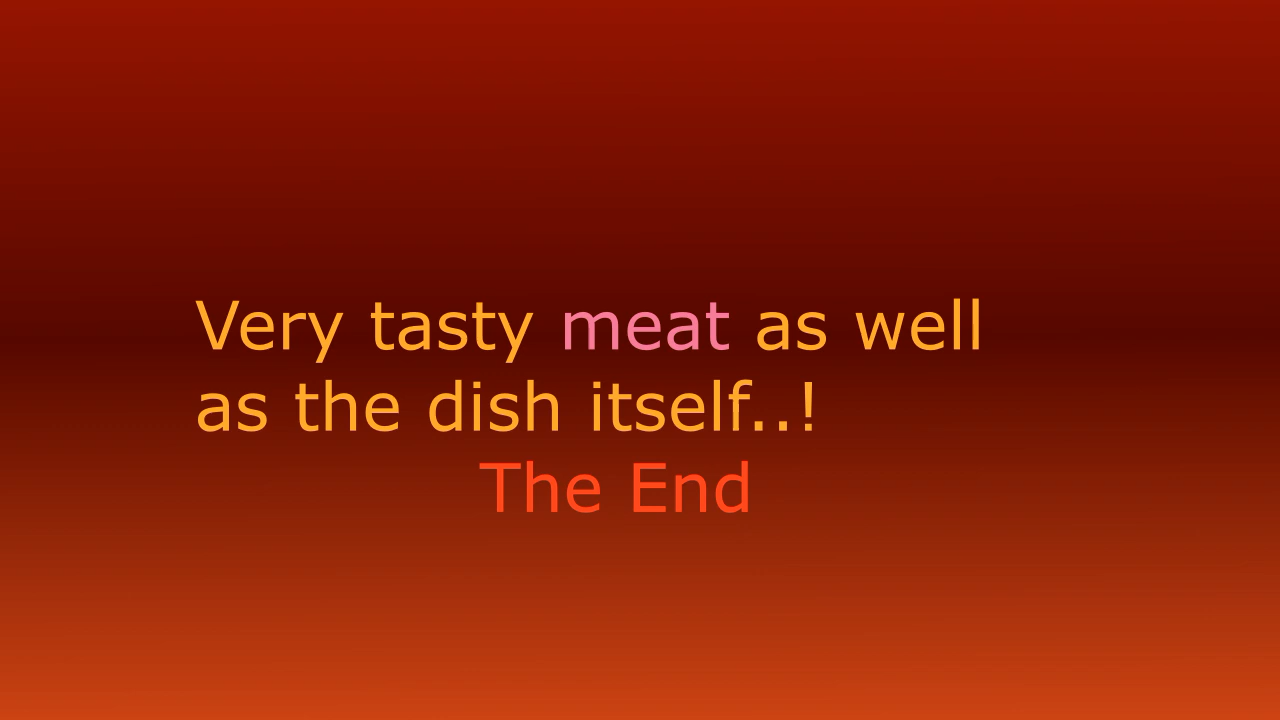 Very tasty meat as well
as the dish itself..!
The End